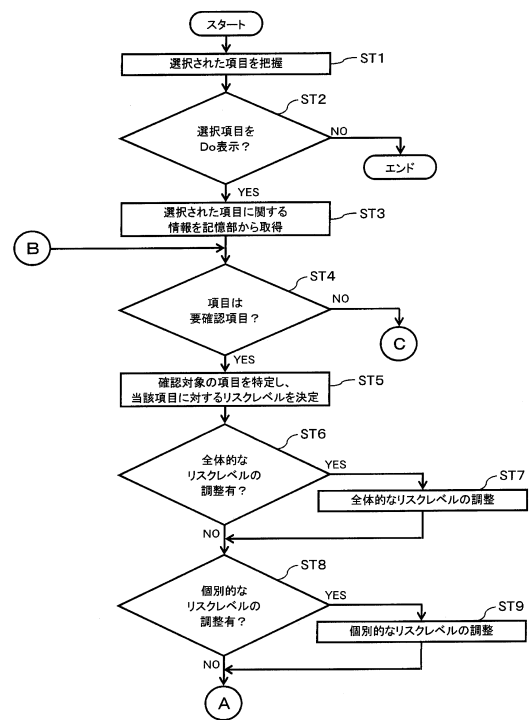 スタート
選択された項目を把握
ST1
ST2
選択項目を
Do表示？
NO
エンド
YES
選択された項目に関する
情報を記憶部から取得
ST3
B
ST4
項目は
要確認項目？
NO
C
YES
確認対象の項目を特定し、
当該項目に対するリスクレベルを決定
ST5
ST6
全体的な
リスクレベルの
調整有？
YES
ST7
全体的なリスクレベルの調整
NO
ST8
個別的な
リスクレベルの
調整有？
YES
ST9
個別的なリスクレベルの調整
NO
A